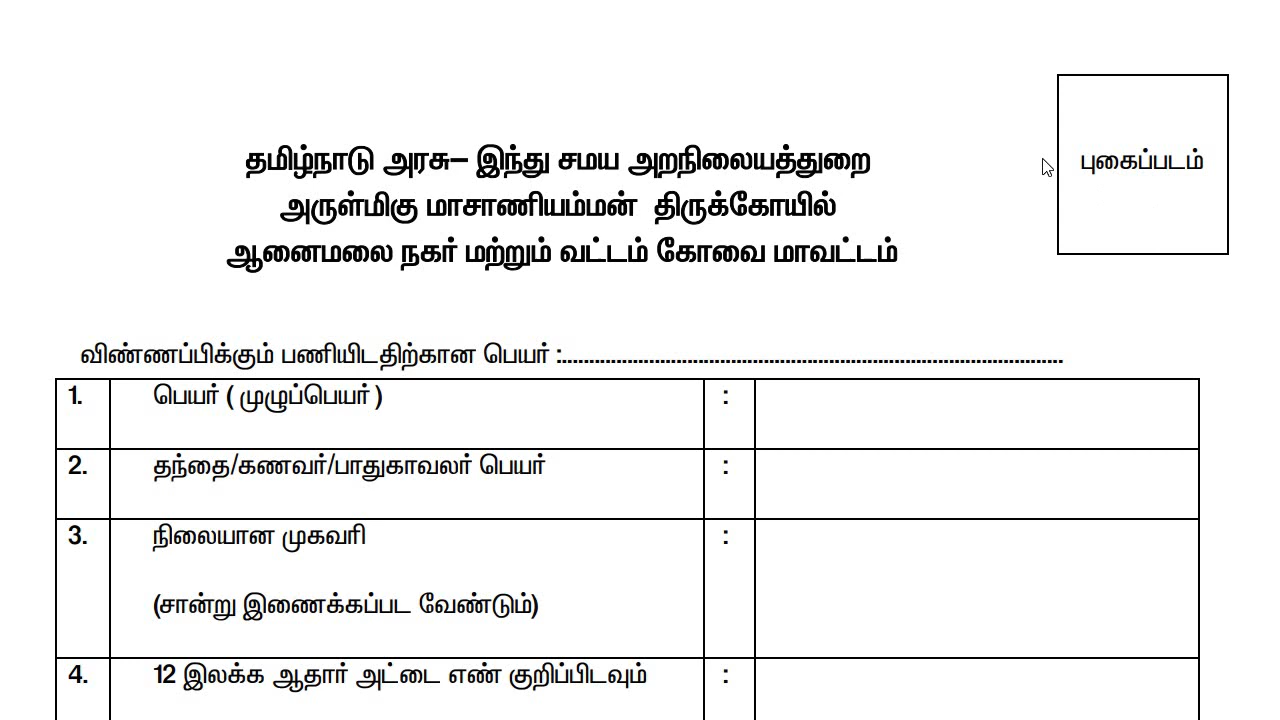 புகைப்படம்
தமிழ்நாடு அரசு– இந்து சமய அறநிலையத்துறை
அருள்மிகு மாசாணியம்மன் திருக்கோயில்
ஆனைமலை நகர் மற்றும் வட்டம் கோவை மாவட்டம்
விண்ணப்பிக்கும் பணியிடதிற்கான பெயர் :...............................................................................................
1. பெயர் ( முழுப்பெயர் ) :
2. தந்தை/கணவர்/பாதுகாவலர் பெயர் :
3. நிலையான முகவரி :
(சான்று இணைக்கப்பட வேண்டும்)
4. 12 இலக்க ஆதார் அட்டை எண் குறிப்பிடவும் :